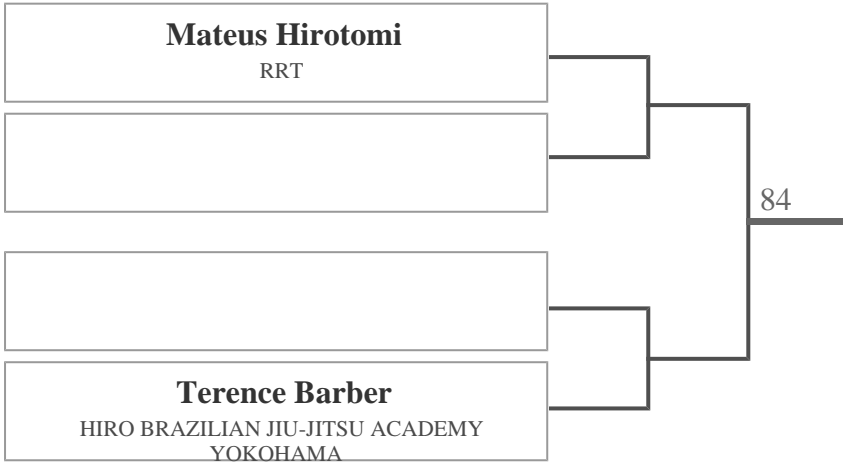 Mateus Hirotomi
RRT
84
Terence Barber
HIRO BRAZILIAN JIU-JITSU ACADEMY
YOKOHAMA